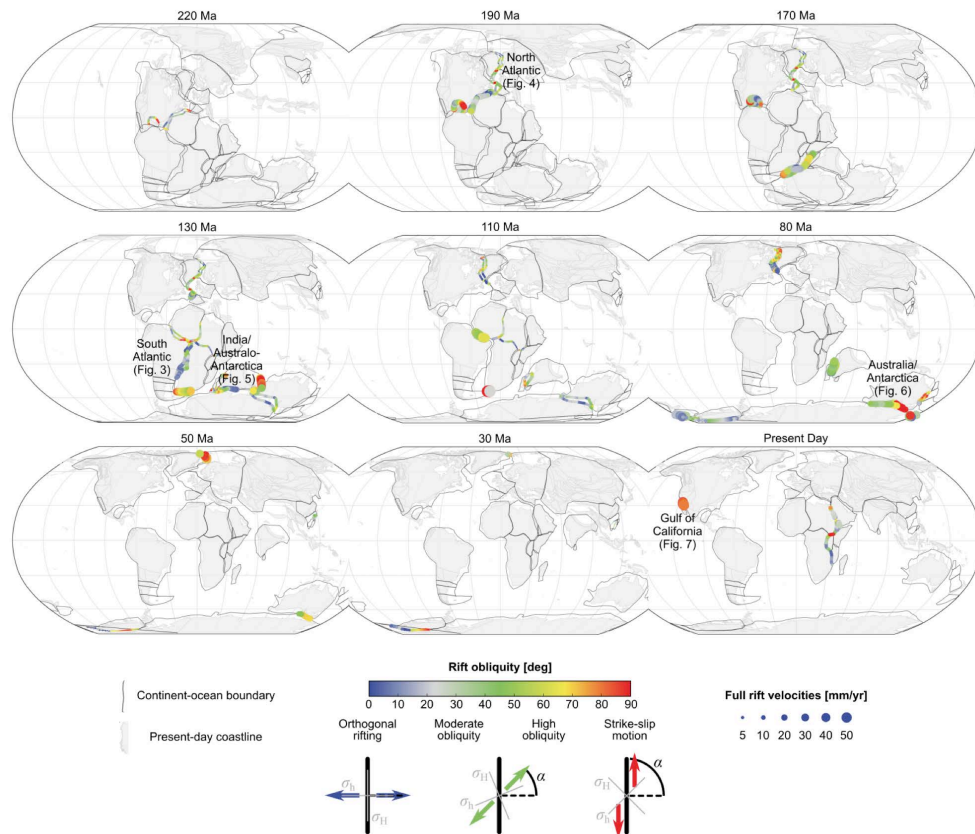 220 Ma
190 Ma
170 Ma
North
Atlantic
(Fig. 4)
130 Ma
110 Ma
80 Ma
South
Atlantic
(Fig. 3)
India/
Australo-
Antarctica
(Fig. 5)
Australia/
Antarctica
(Fig. 6)
50 Ma
30 Ma
Present Day
Gulf of
California
(Fig. 7)
Continent-ocean boundary
Present-day coastline
Rift obliquity [deg]
0 10 20 30 40 50 60 70 80 90
Orthogonal
rifting
Moderate
obliquity
High
obliquity
Strike-slip
motion
σh
σH
σH
σh
α
σH
σh
α
Full rift velocities [mm/yr]
5 10 20 30 40 50